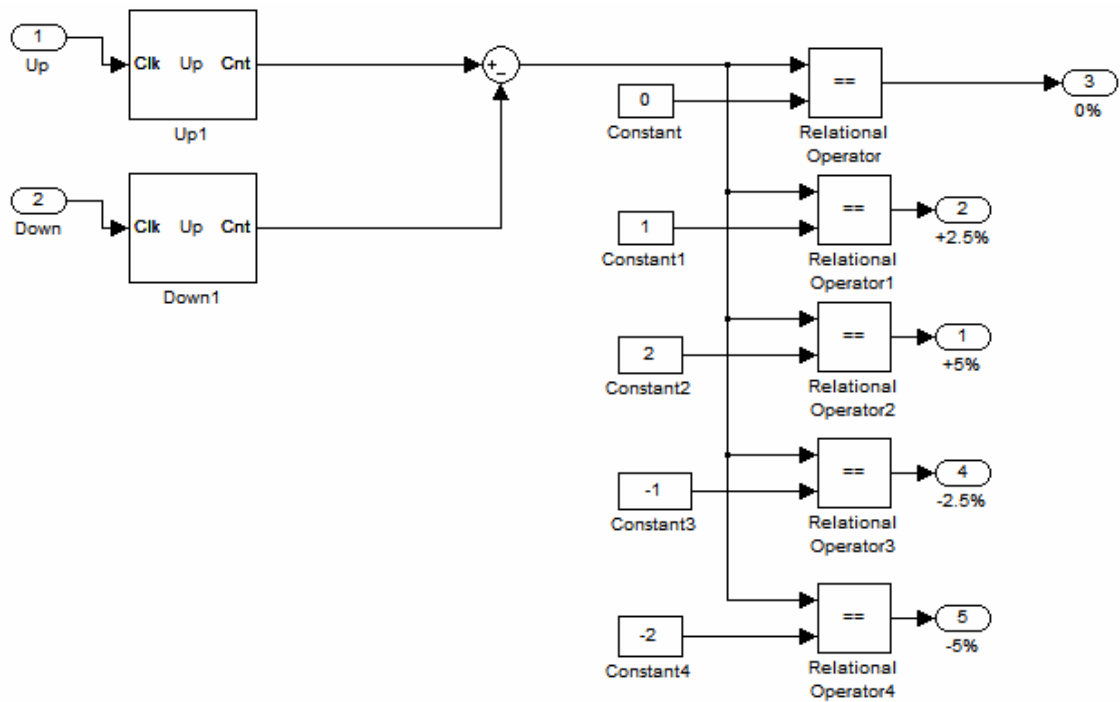 1
Up
Clk Up Cnt
Up1
2
Down
Clk Up Cnt
Down1
+
−
0
Constant
==
Relational
Operator
3
0%
1
Constant1
==
Relational
Operator1
2
+2.5%
2
Constant2
==
Relational
Operator2
1
+5%
-1
Constant3
==
Relational
Operator3
4
-2.5%
-2
Constant4
==
Relational
Operator4
5
-5%